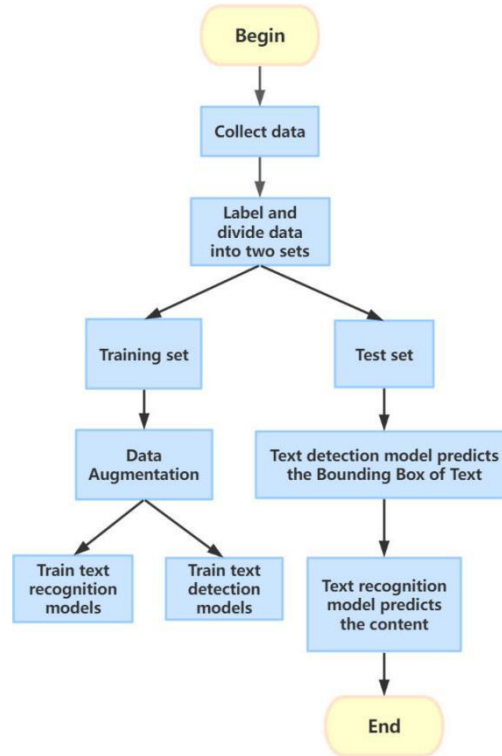 Begin
Collect data
Label and
divide data
into two sets
Training set
Test set
Data
Augmentation
Text detection model predicts
the Bounding Box of Text
Train text
recognition
models
Train text
detection
models
Text recognition
model predicts
the content
End